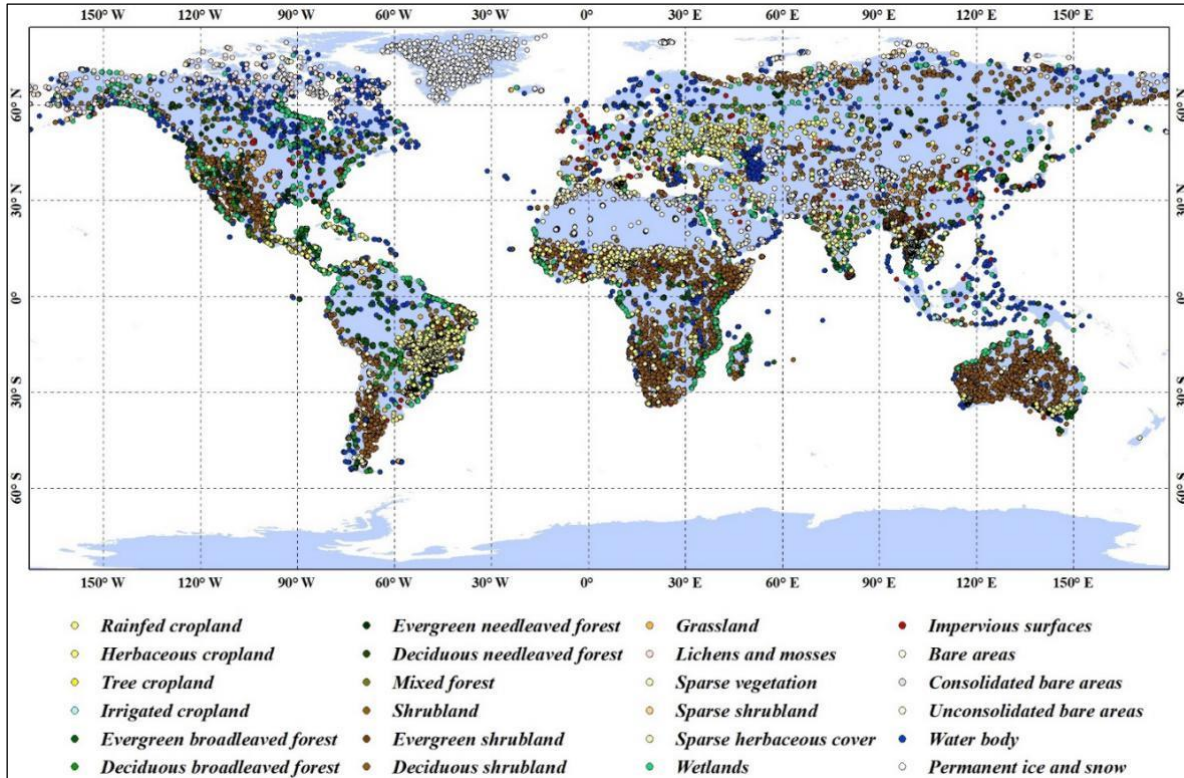 150° W 120° W 90° W 60° W 30° W 0° 30° E 60° E 90° E 120° E 150° E
60° N 60° N
30° N 30° N
0° 0°
30° S 30° S
60° S 60° S
150° W 120° W 90° W 60° W 30° W 0° 30° E 60° E 90° E 120° E 150° E
Rainfed cropland Evergreen needleaved forest Grassland Impervious surfaces
Herbaceous cropland Deciduous needleaved forest Lichens and mosses Bare areas
Tree cropland Mixed forest Sparse vegetation Consolidated bare areas
Irrigated cropland Shrubland Sparse shrubland Unconsolidated bare areas
Evergreen broadleaved forest Evergreen shrubland Sparse herbaceous cover Water body
Deciduous broadleaved forest Deciduous shrubland Wetlands Permanent ice and snow